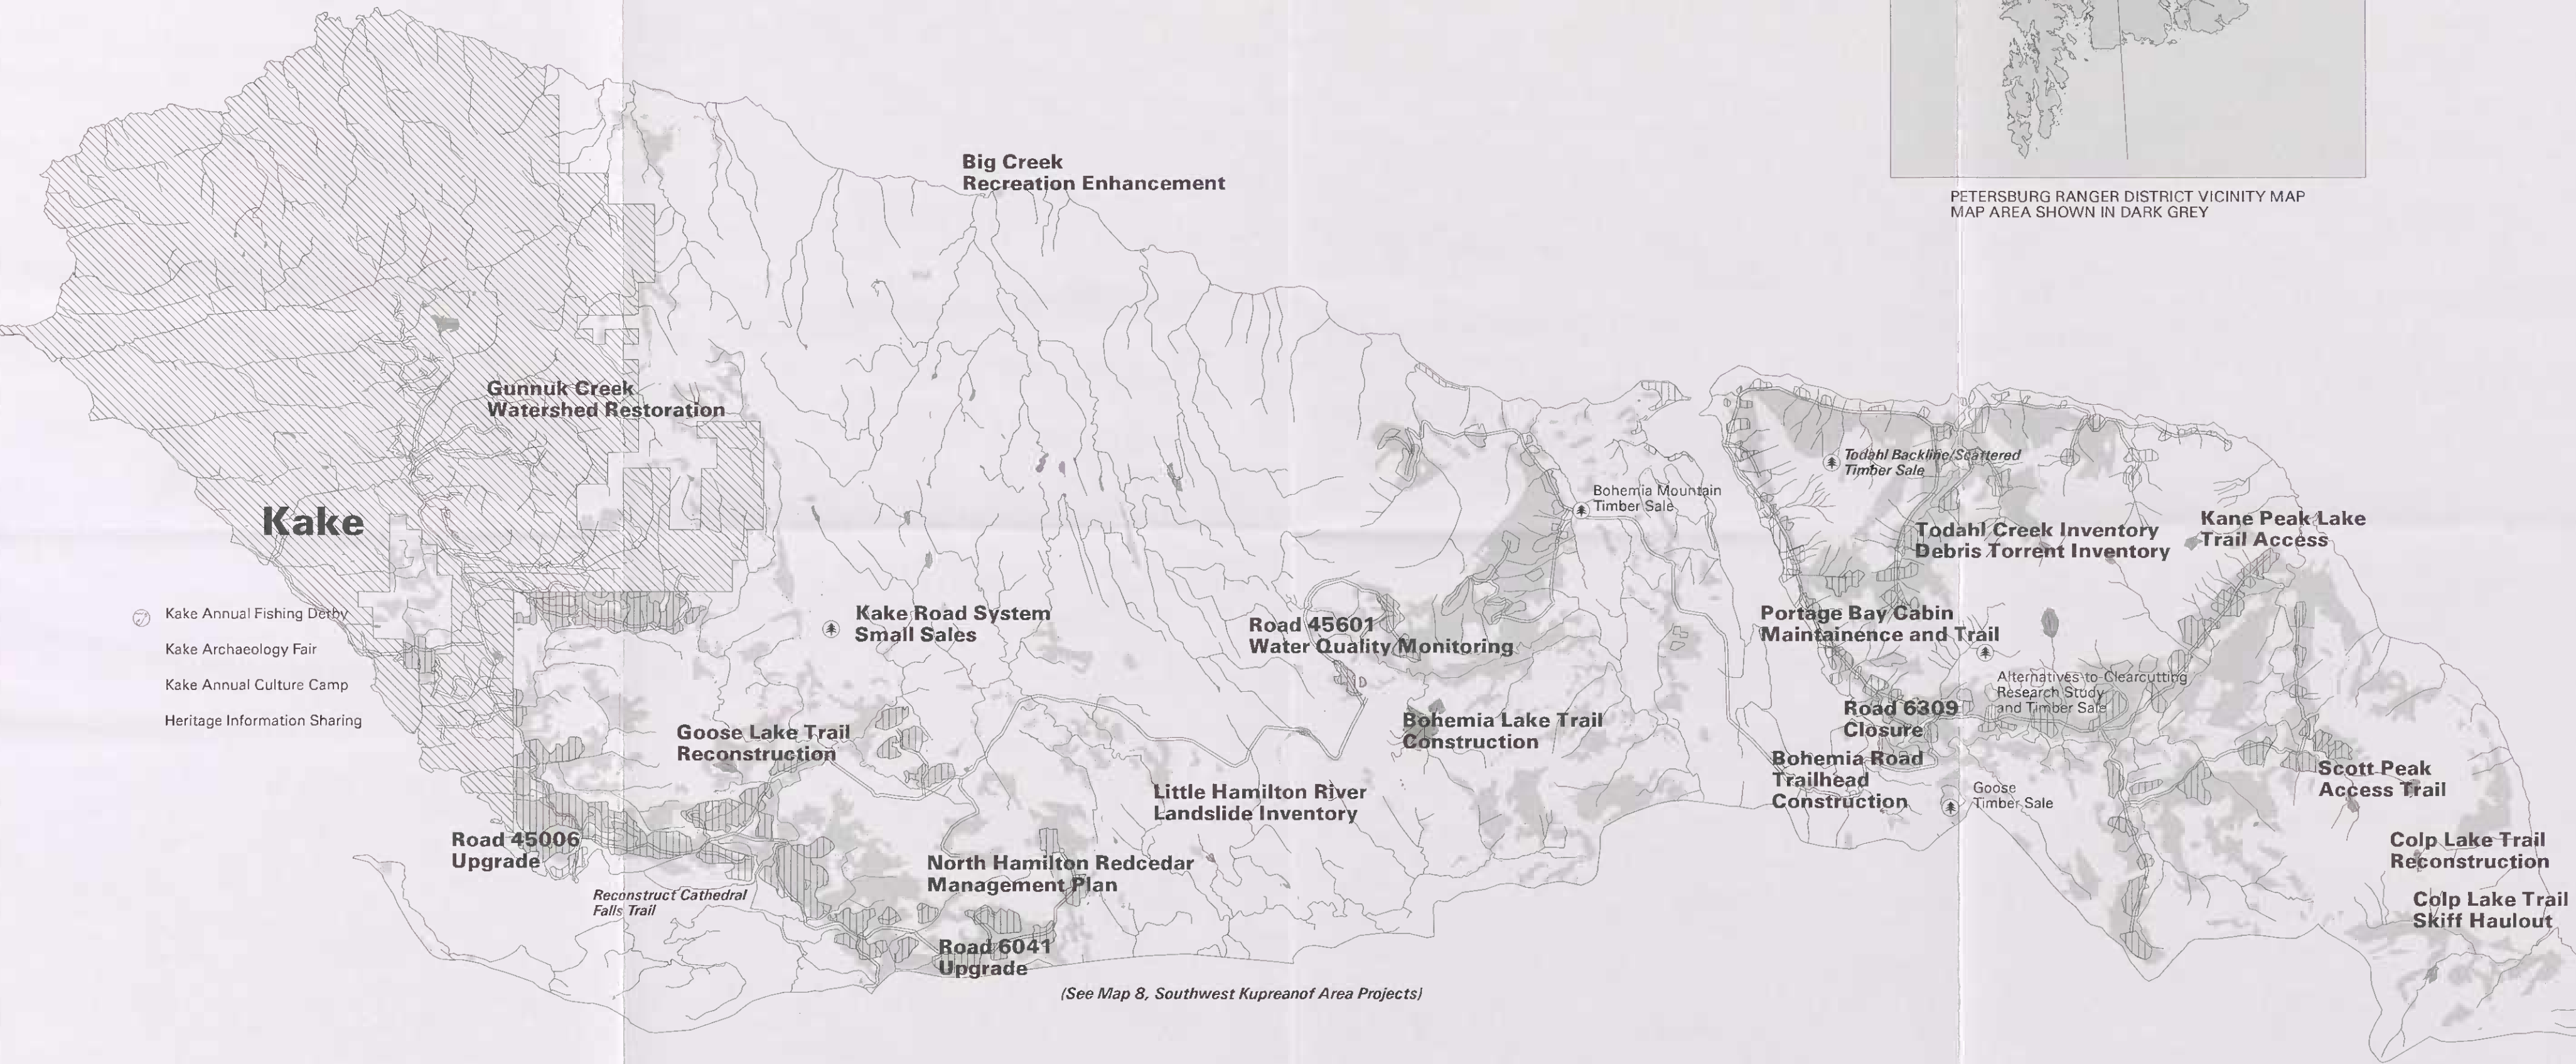 Big Creek
Recreation Enhancement
PETERSBURG RANGER DISTRICT VICINITY MAP
MAP AREA SHOWN IN DARK GREY
Gunnuk Creek
Watershed Restoration
Kake
Kake Annual Fishing Derby
Kake Archaeology Fair
Kake Annual Culture Camp
Heritage Information Sharing
Kake Road System
Small Sales
Road 45601
Water Quality Monitoring
D
Bohemia Mountain
Timber Sale
Todahl Backline/Scattered
Timber Sale
Todahl Creek Inventory
Debris Torrent Inventory
Kane Peak Lake
Trail Access
Portage Bay Cabin
Maintainence and Trail
Alternatives to Clearcutting
Research Study
and Timber Sale
Road 6309
Closure
Bohemia Road
Trailhead
Construction
Goose
Timber Sale
Scott Peak
Access Trail
Colp Lake Trail
Reconstruction
Colp Lake Trail
Skiff Haulout
Goose Lake Trail
Reconstruction
Bohemia Lake Trail
Construction
Little Hamilton River
Landslide Inventory
Road 45006
Upgrade
Reconstruct Cathedral
Falls Trail
North Hamilton Redcedar
Management Plan
Road 6041
Upgrade
(See Map 8, Southwest Kupreanof Area Projects)